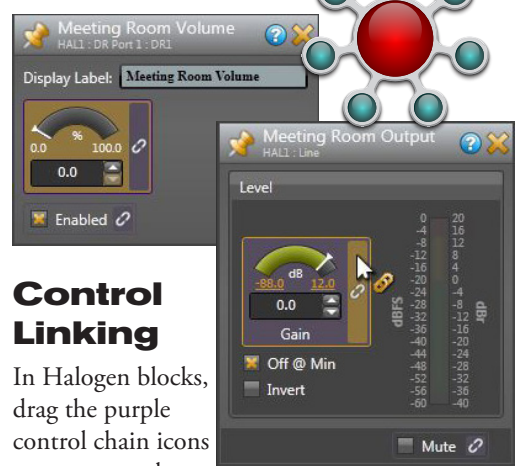 Meeting Room Volume
HAL1 : DR Port 1 : DR1
Display Label: Meeting Room Volume
%
0.0 100.0
0.0
Enabled
Meeting Room Output
HAL1 : Line
Level
dB
-88.0 12.0
0.0
Gain
Off @ Min
Invert
dBFS
0 20
-4 16
-8 12
-12 8
-16 4
-20 0
-24 -4
-28 -8
-32 -12
-36 -16
-40 -20
-44 -24
-48 -28
-52 -32
-56 -36
-60 -40
dBr
Mute
Control
Linking
In Halogen blocks,
drag the purple
control chain icons